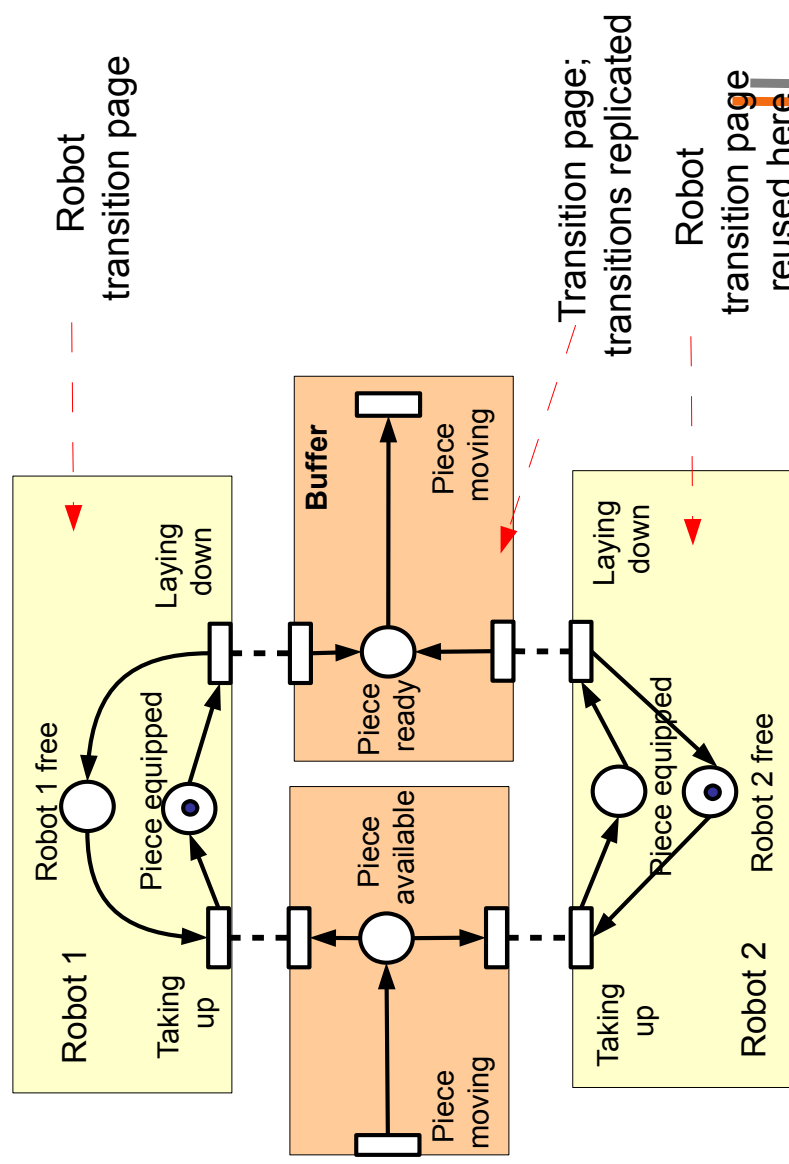 Robot 1
Taking
up
Robot 1 free
Piece equipped
Laying
down
Robot
transition page
Piece
moving
Piece
available
Piece
ready
Buffer
Piece
moving
Transition page;
transitions replicated
Robot 2
Taking
up
Piece equipped
Robot 2 free
Laying
down
Robot
transition page
reused here